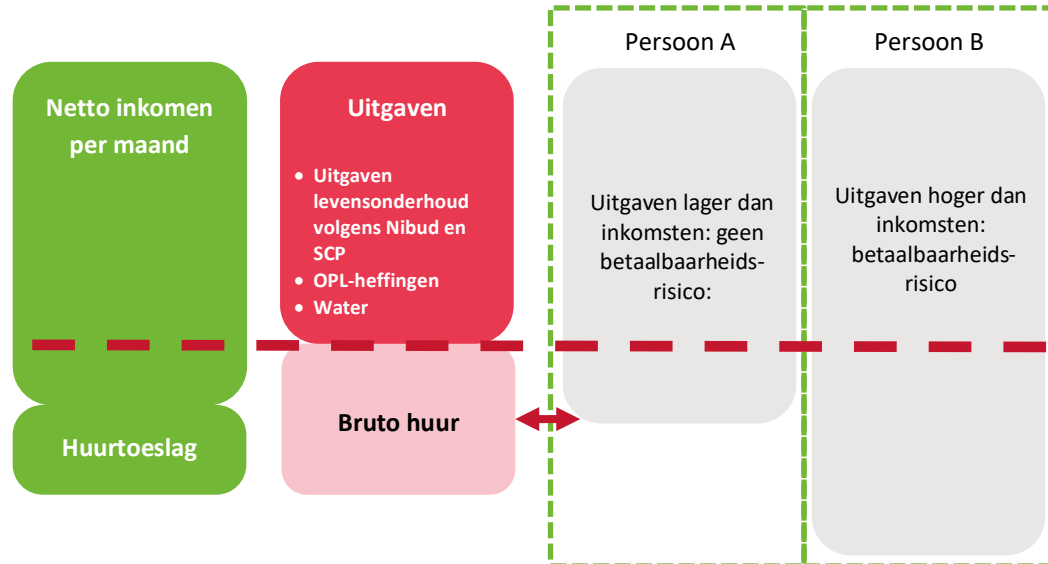 Netto inkomen
per maand
Huurtoeslag
Uitgaven
• Uitgaven
levensonderhoud
volgens Nibud en
SCP
• OPL-heffingen
• Water
Bruto huur
Persoon A
Uitgaven lager dan
inkomsten: geen
betaalbaarheids-
risico:
Persoon B
Uitgaven hoger dan
inkomsten:
betaalbaarheids-
risico